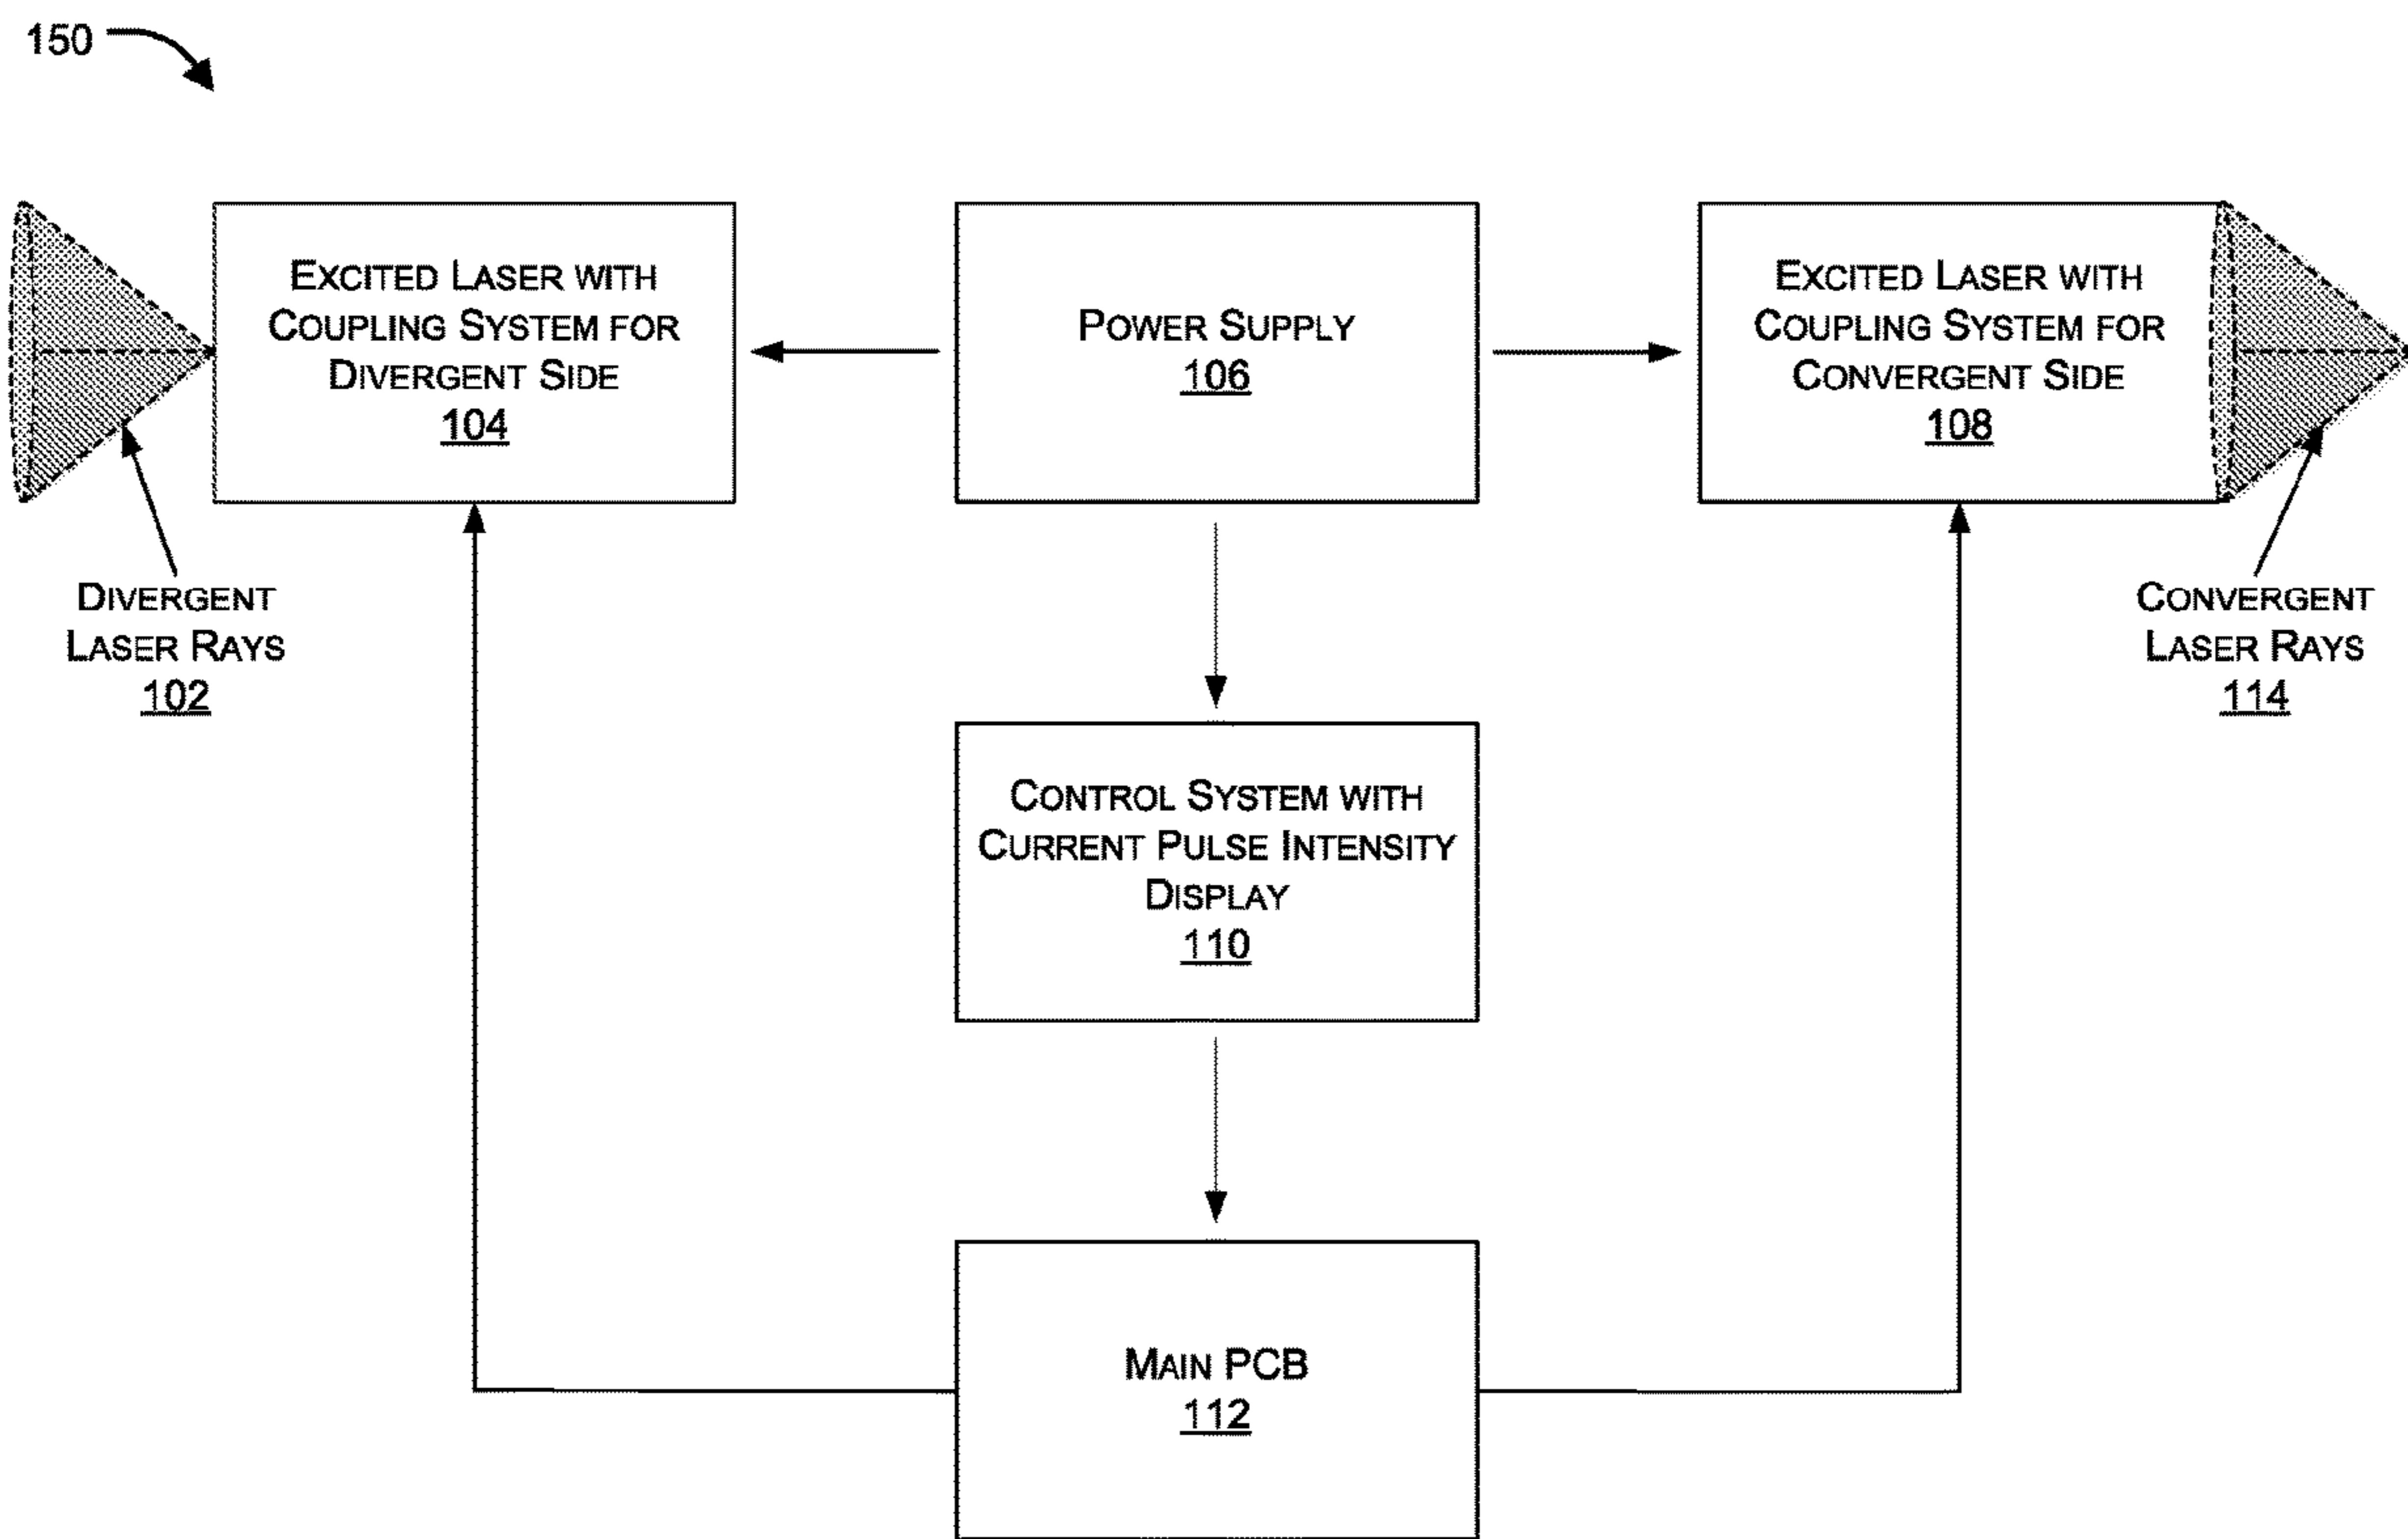 150
EXCITED LASER WITH
COUPLING SYSTEM FOR
DIVERGENT SIDE
104
POWER SUPPLY
106
EXCITED LASER WITH
COUPLING SYSTEM FOR
CONVERGENT SIDE
108
DIVERGENT
LASER RAYS
102
CONVERGENT
LASER RAYS
114
CONTROL SYSTEM WITH
CURRENT PULSE INTENSITY
DISPLAY
110
MAIN PCB
112